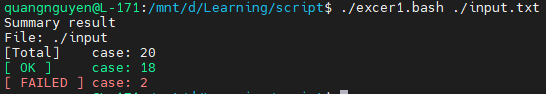 quangnguyen@L-171:/mnt/d/Learning/script$ ./excer1.bash ./input.txt
Summary result
File: ./input
[Total]    case: 20
[ OK ]     case: 18
[ FAILED ] case: 2